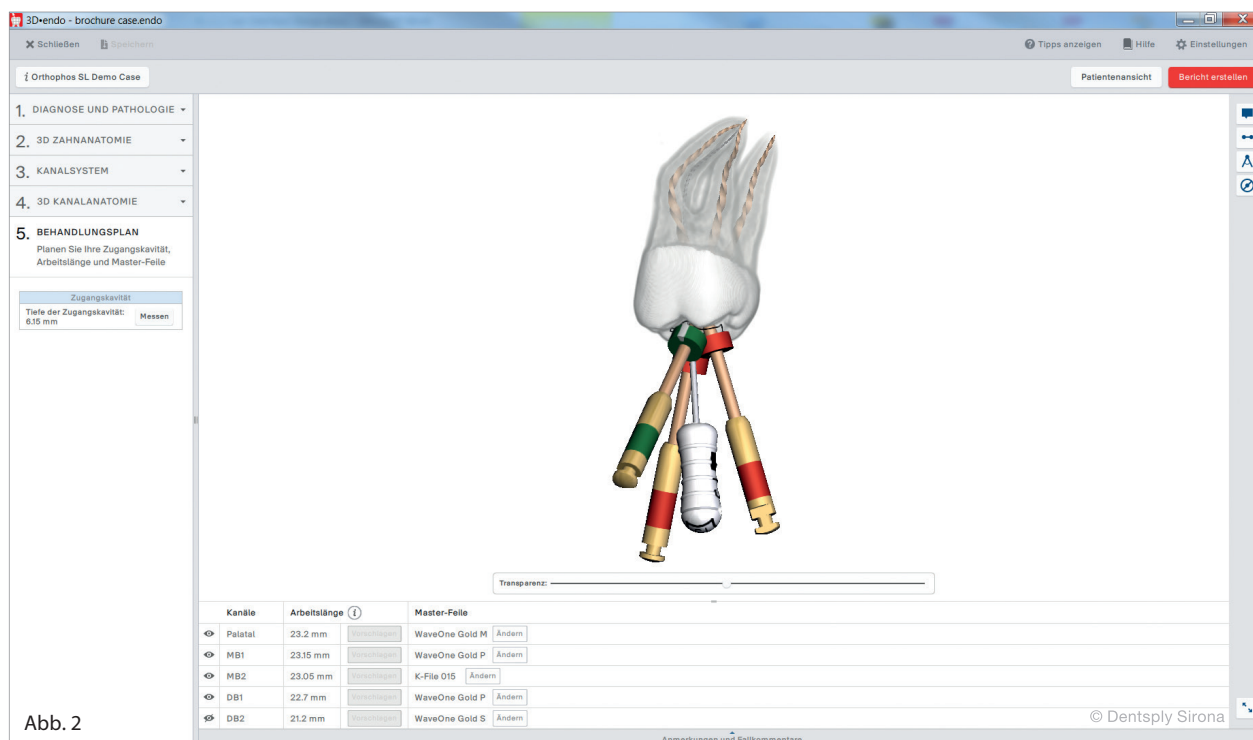 3D•endo - brochure case.endo
Schließen Speichern Tipps anzeigen Hilfe Einstellungen
i Orthophos SL Demo Case Patientenansicht Bericht erstellen
1. DIAGNOSE UND PATHOLOGIE
2. 3D ZAHNANATOMIE
3. KANALSYSTEM
4. 3D KANALANATOMIE
5. BEHANDLUNGSPLAN
Planen Sie Ihre Zugangskavität,
Arbeitslänge und Master-Feile
Zugangskavität
Tiefe der Zugangskavität:
6.15 mm
Messen
Transparenz:
Kanäle Arbeitslänge i Master-Feile
Palatal 23.2 mm Vorschlagen WaveOne Gold M Ändern
MB1 23.15 mm Vorschlagen WaveOne Gold P Ändern
MB2 23.05 mm Vorschlagen K-File 015 Ändern
DB1 22.7 mm Vorschlagen WaveOne Gold P Ändern
DB2 21.2 mm Vorschlagen WaveOne Gold S Ändern
Abb. 2
© Dentsply Sirona
Anmerkungen und Fallkommentare